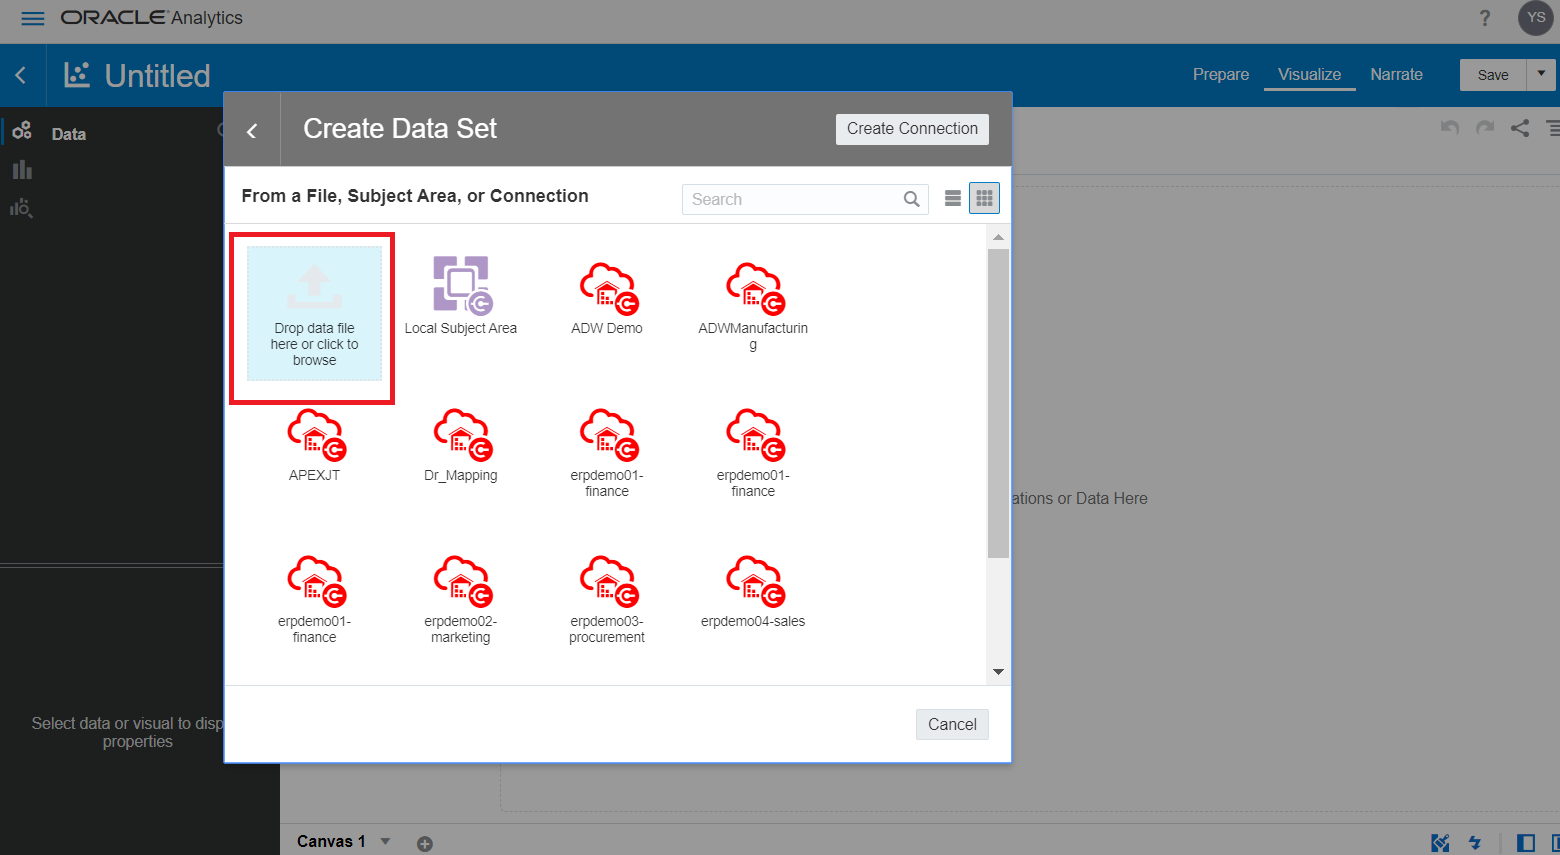 ORACLE Analytics
?
YS
Untitled
Prepare
Visualize
Narrate
Save
Data
Create Data Set
Create Connection
From a File, Subject Area, or Connection
Search
Drop data file
here or click to
browse
Local Subject Area
ADW Demo
ADWManufacturin
g
APEXJT
Dr_Mapping
erpdemo01-
finance
erpdemo01-
finance
erpdemo01-
finance
erpdemo02-
marketing
erpdemo03-
procurement
erpdemo04-sales
ations or Data Here
Select data or visual to disp
properties
Cancel
Canvas 1